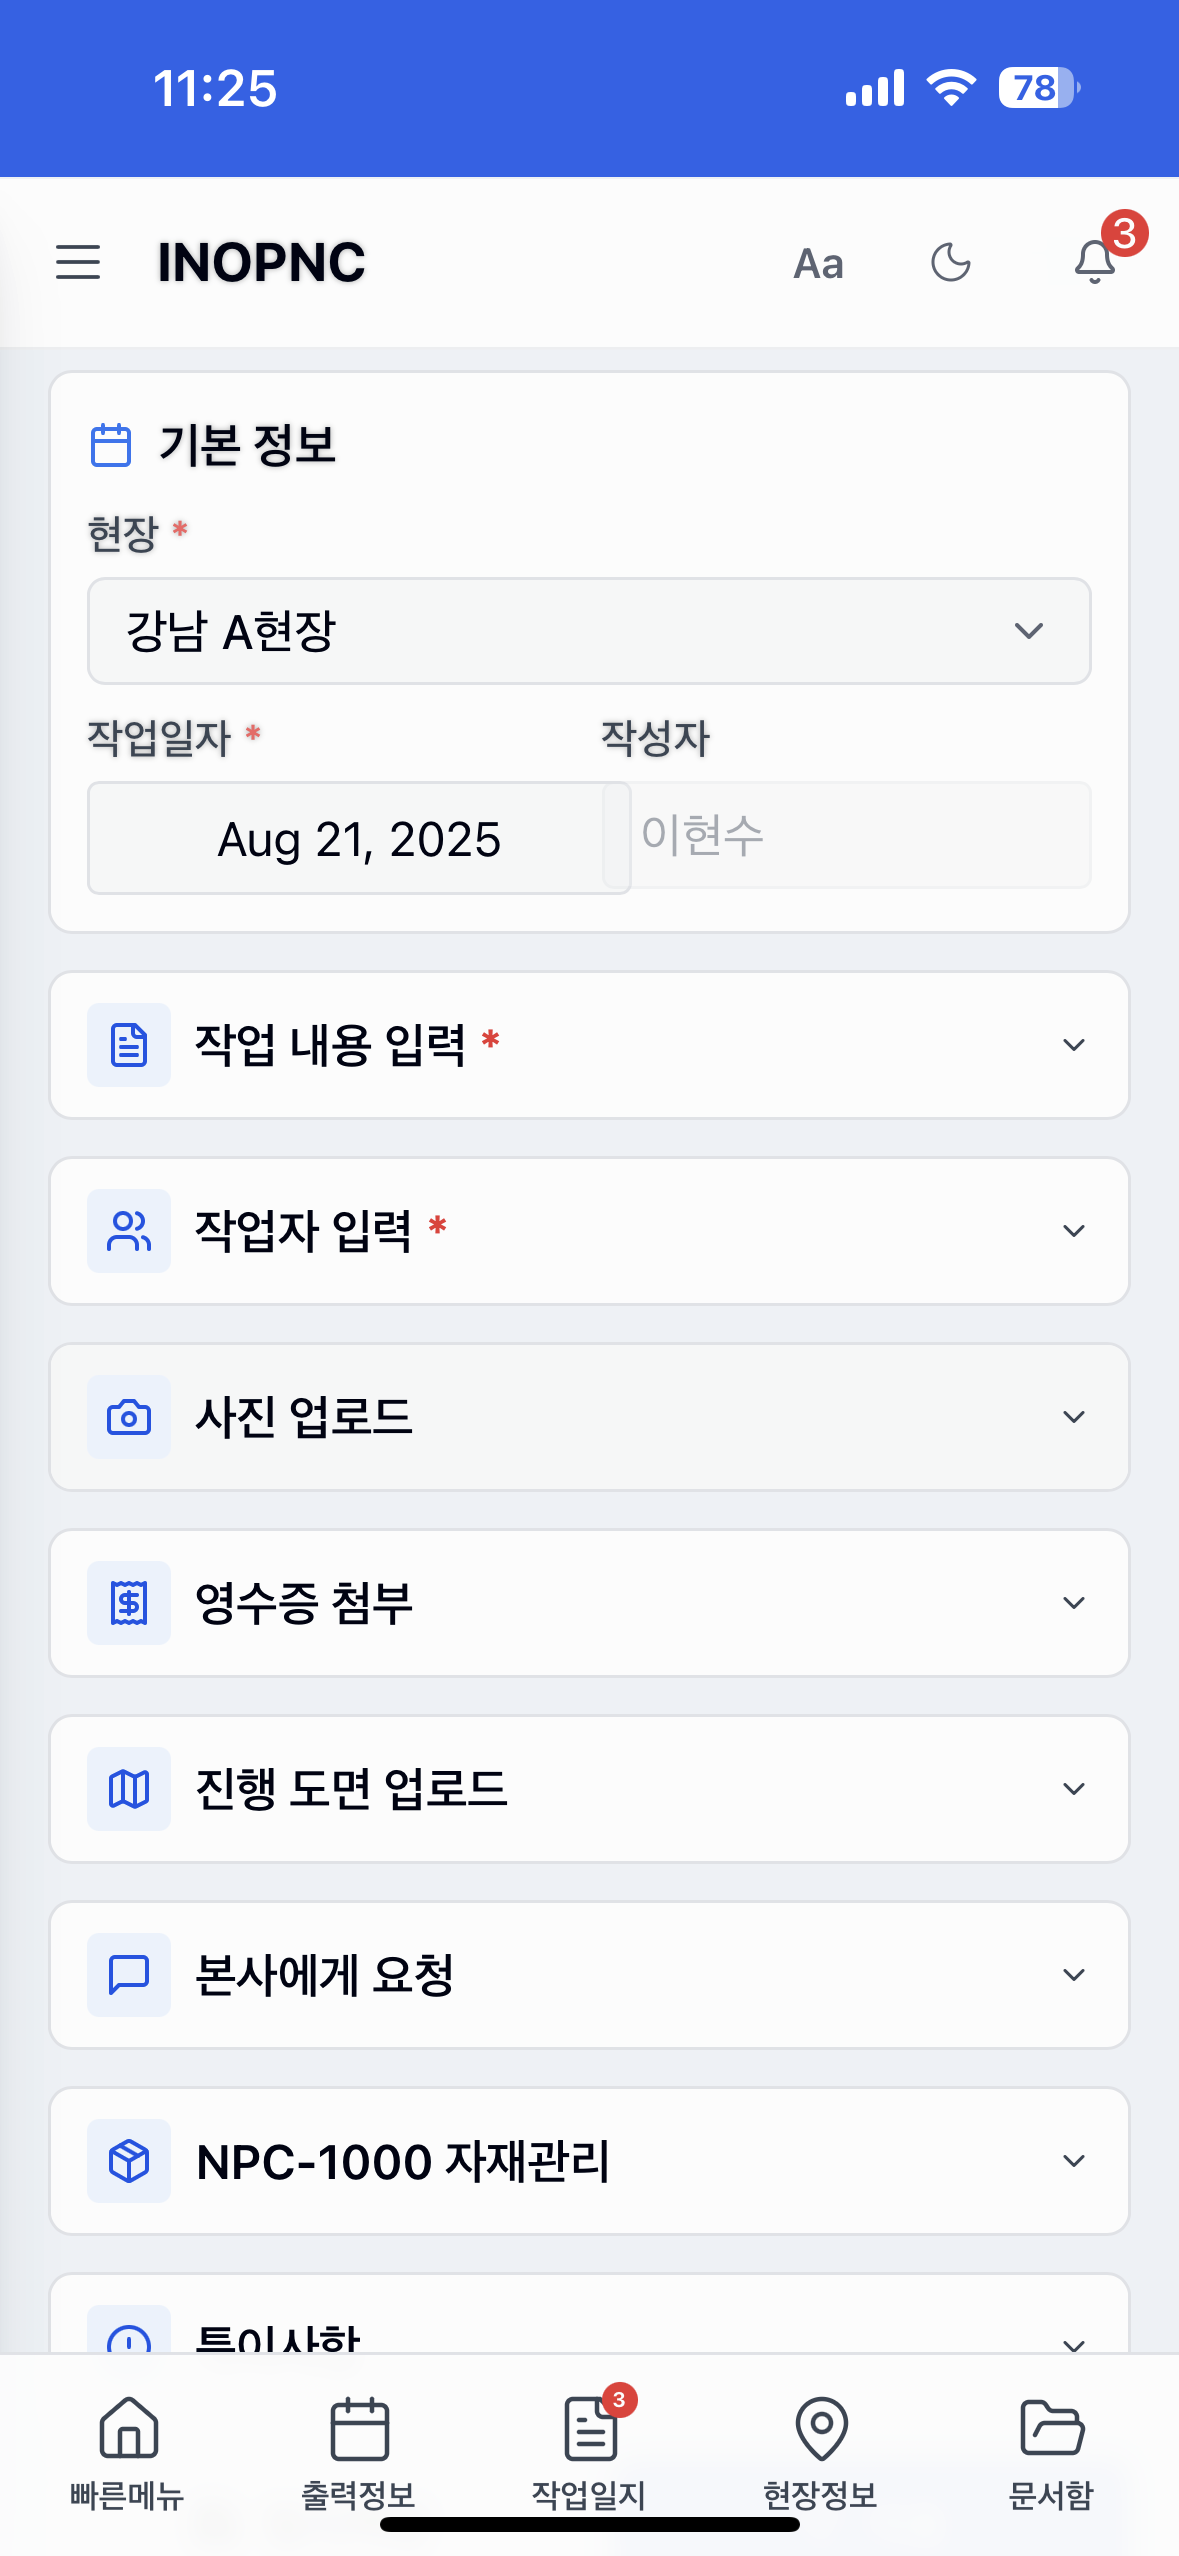 11:25
78
INOPNC
Aa
3
기본 정보
현장 *
강남 A현장
작업일자 *
작성자
Aug 21, 2025
이현수
작업 내용 입력 *
작업자 입력 *
사진 업로드
영수증 첨부
진행 도면 업로드
본사에게 요청
NPC-1000 자재관리
특이사항
3
빠른메뉴
출력정보
작업일지
현장정보
문서함